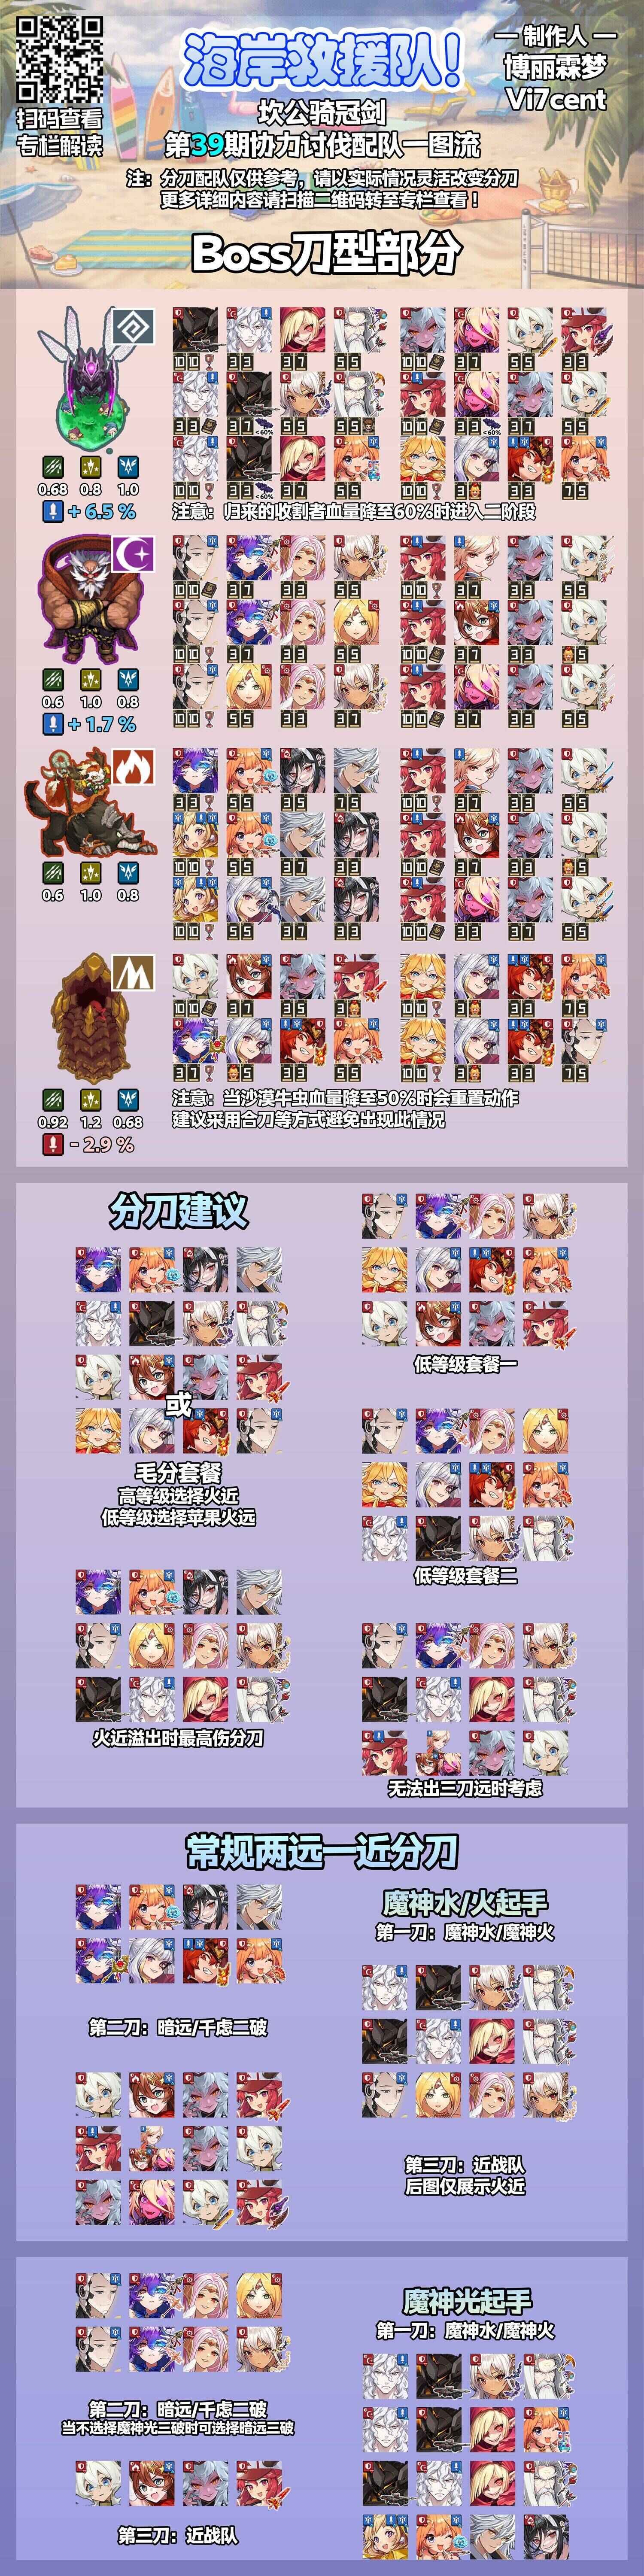 海岸救援队！
扫码查看
专栏解读
— 制作人 —
博丽霖梦
Vi7cent
坎公骑冠剑
第39期协力讨伐配队一图流
注：分刀配队仅供参考，请以实际情况灵活改变分刀
更多详细内容请扫描二维码转至专栏查看！
Boss刀型部分
0.68 0.8 1.0
+ 6.5 %
注意：归来的收割者血量降至60%时进入二阶段
0.6 1.0 0.8
+ 1.7 %
0.6 1.0 0.8
0.92 1.2 0.68
- 2.9 %
注意：当沙漠牛虫血量降至50%时会重置动作
建议采用合刀等方式避免出现此情况
分刀建议
或
毛分套餐
高等级选择火近
低等级选择苹果火远
火近溢出时最高伤分刀
低等级套餐一
低等级套餐二
无法出三刀远时考虑
常规两远一近分刀
魔神水/火起手
第一刀：魔神水/魔神火
第二刀：暗远/千虑二破
第三刀：近战队
后图仅展示火近
魔神光起手
第一刀：魔神水/魔神火
第二刀：暗远/千虑二破
当不选择魔神光三破时可选择暗远三破
第三刀：近战队